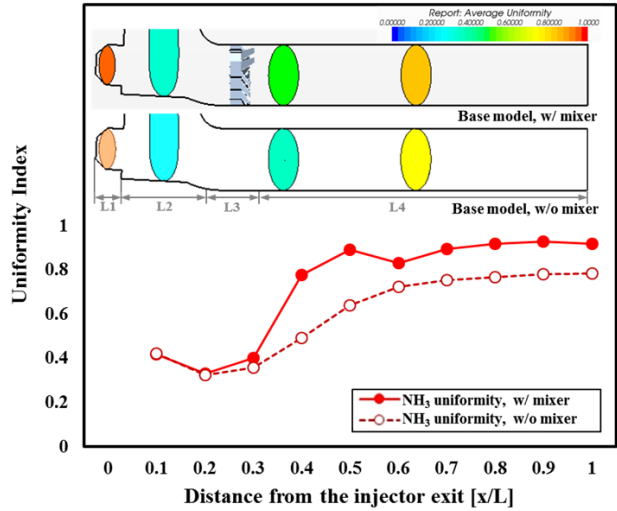 Report: Average Uniformity
0.00000 0.20000 0.40000 0.60000 0.80000 1.0000
Base model, w/ mixer
L1 L2 L3 L4
Base model, w/o mixer
Uniformity Index
1
0.8
0.6
0.4
0.2
0
NH₃ uniformity, w/ mixer
NH₃ uniformity, w/o mixer
0 0.1 0.2 0.3 0.4 0.5 0.6 0.7 0.8 0.9 1
Distance from the injector exit [x/L]